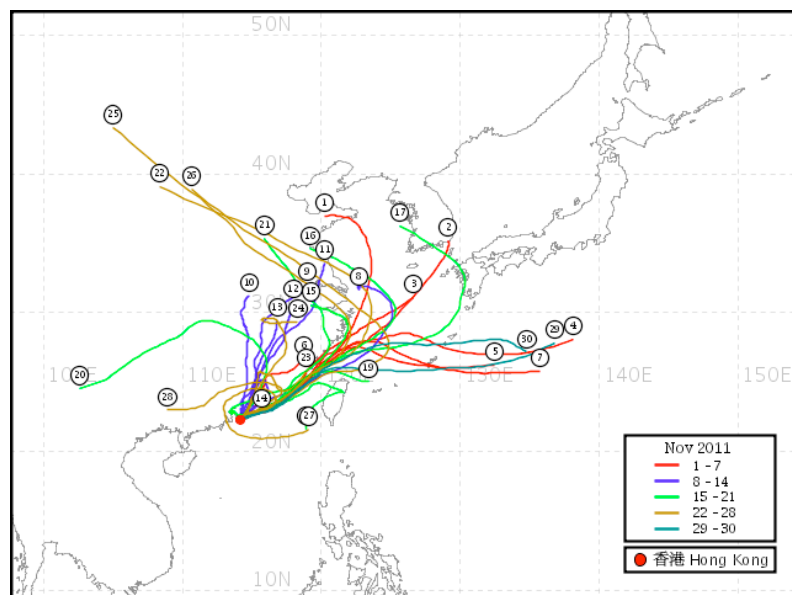 50N
25
40N
22
26
1
17
2
21
16
11
9
8
3
10
12
15
13
30N
24
6
23
30
29
4
5
7
20
100E
110E
19
130E
140E
150E
28
14
27
20N
Nov 2011
1 - 7
8 - 14
15 - 21
22 - 28
29 - 30
香港 Hong Kong
10N